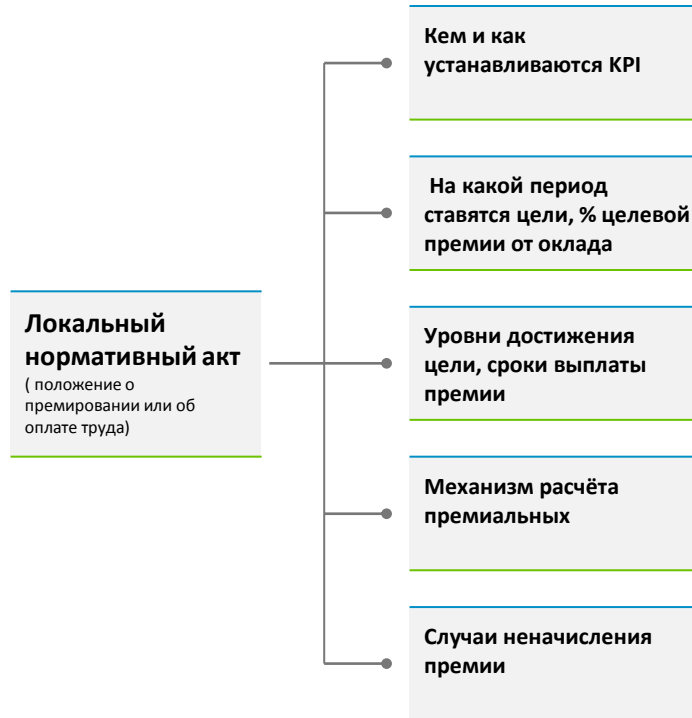 Кем и как
устанавливаются KPI
На какой период
ставятся цели, % целевой
премии от оклада
Локальный
нормативный акт
( положение о
премировании или об
оплате труда)
Уровни достижения
цели, сроки выплаты
премии
Механизм расчёта
премиальных
Случаи неначисления
премии